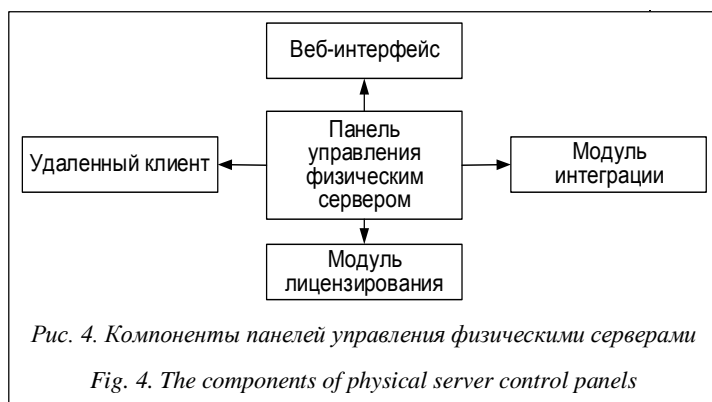 Веб-интерфейс
Удаленный клиент
Панель
управления
физическим
сервером
Модуль
интеграции
Модуль
лицензирования
Рис. 4. Компоненты панелей управления физическими серверами
Fig. 4. The components of physical server control panels